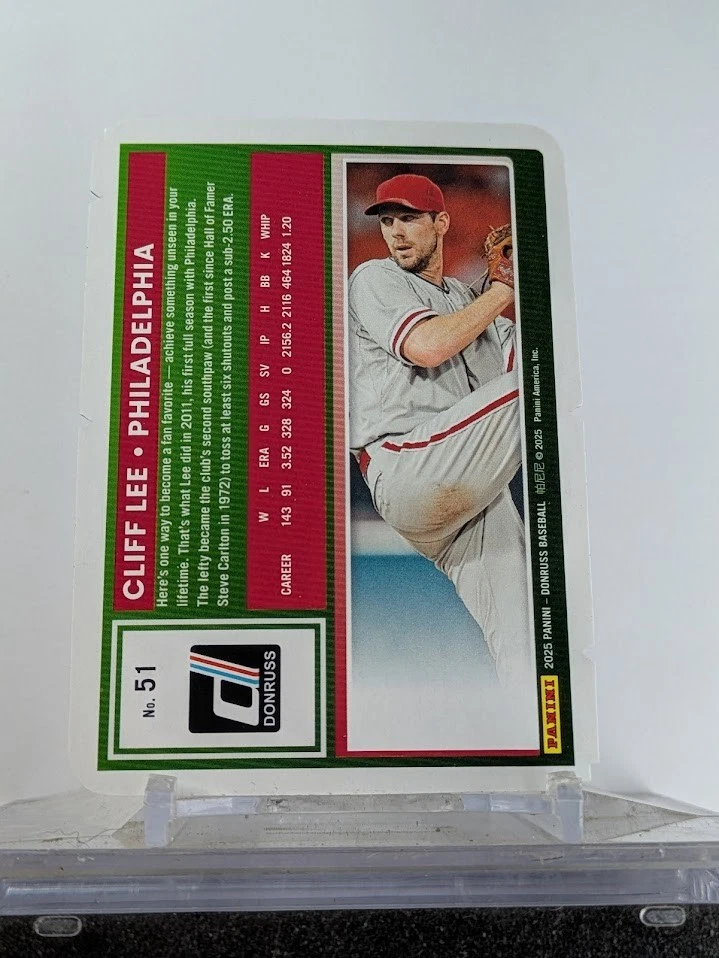 No. 51
DONRUSS
CLIFF LEE • PHILADELPHIA
Here's one way to become a fan favorite — achieve something unseen in your
lifetime. That's what Lee did in 2011, his first full season with Philadelphia.
The lefty became the club's second southpaw (and the first since Hall of Famer
Steve Carlton in 1972) to toss at least six shutouts and post a sub-2.50 ERA.
W L ERA G GS SV IP H BB K WHIP
CAREER 143 91 3.52 328 324 0 2156.2 2116 464 1824 1.20
PANINI 2025 PANINI – DONRUSS BASEBALL 帕尼尼 © 2025 Panini America, Inc.